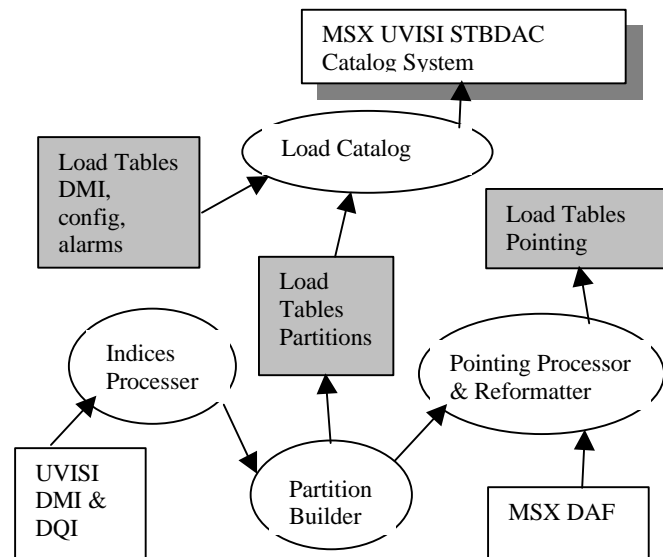 MSX UVISI STBDAC
Catalog System
Load Catalog
Load Tables
DMI,
config,
alarms
Load Tables
Pointing
Load
Tables
Partitions
Indices
Processer
Pointing Processor
& Reformatter
UVISI
DMI &
DQI
Partition
Builder
MSX DAF